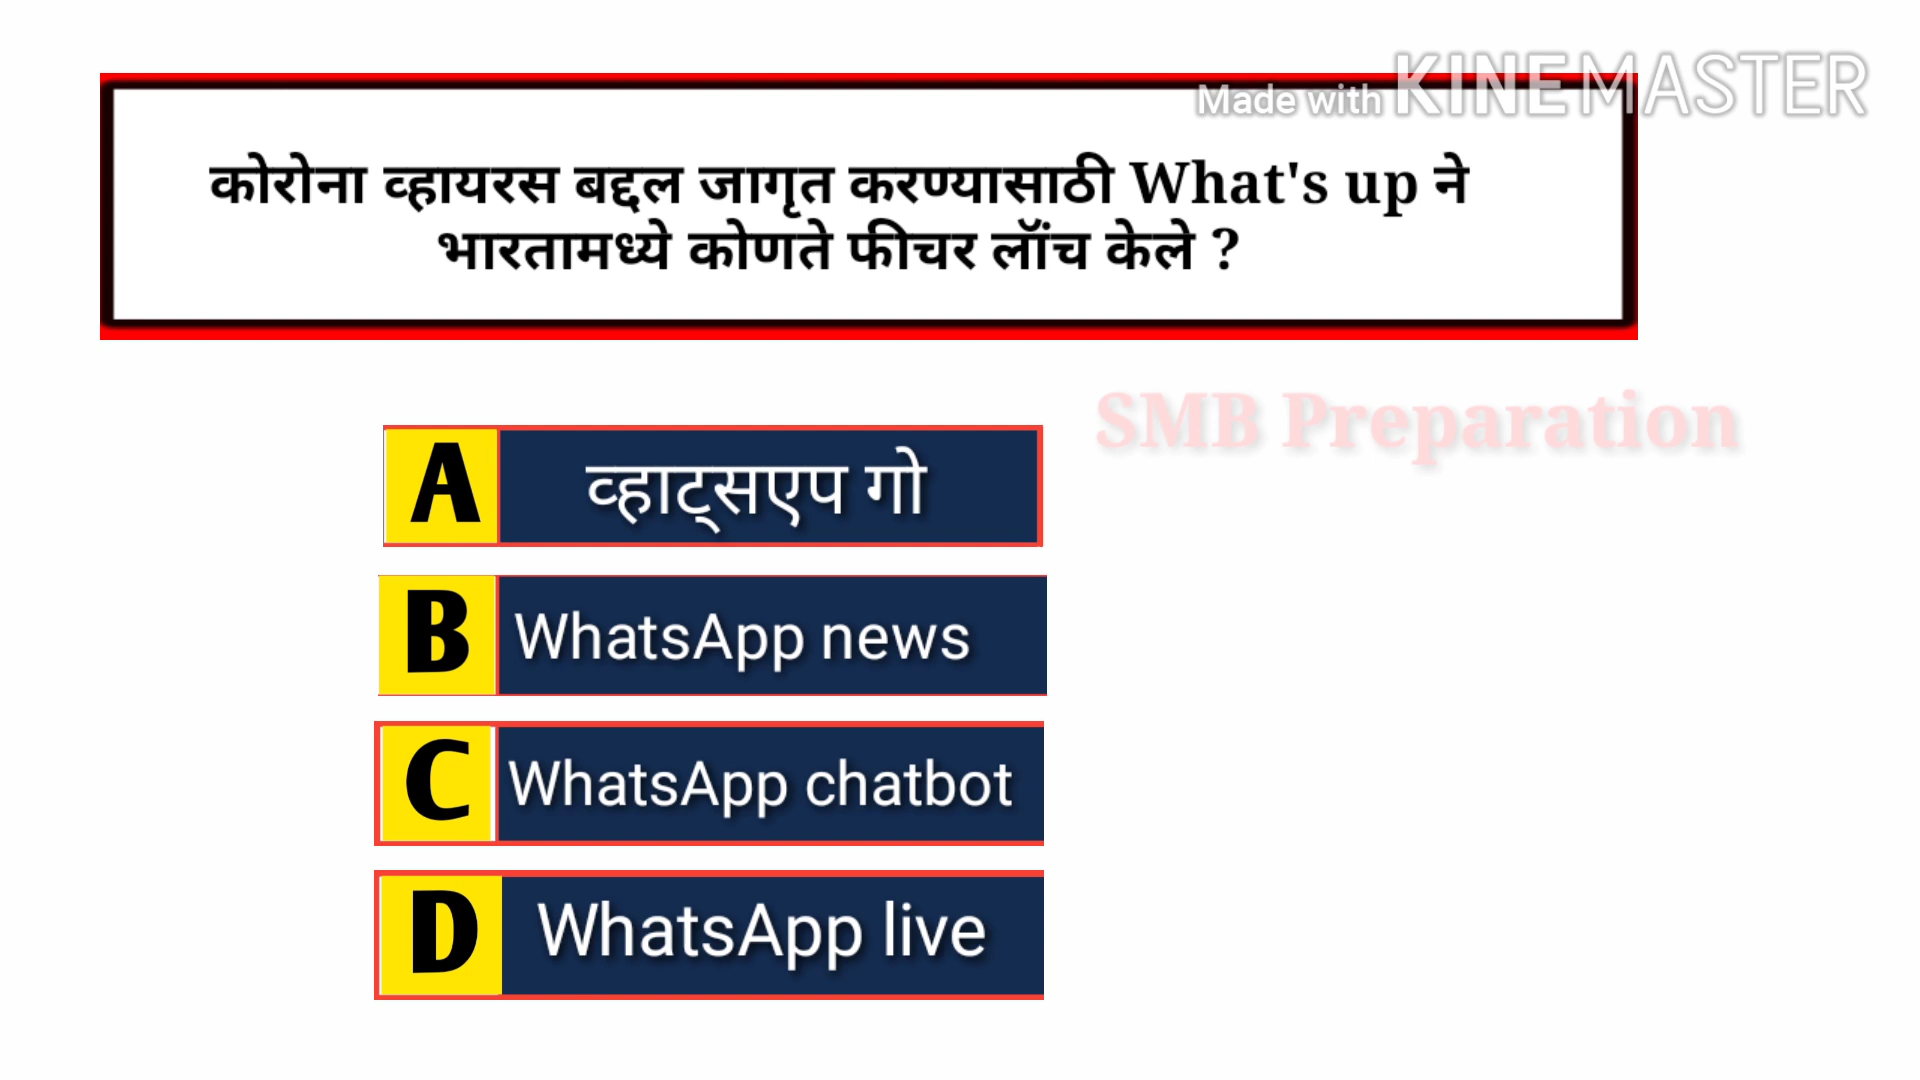 Made with KINEMASTER
कोरोना व्हायरस बद्दल जागृत करण्यासाठी What's up ने
भारतामध्ये कोणते फीचर लॉंच केले ?
SMB Preparation
A व्हाट्सएप गो
B WhatsApp news
C WhatsApp chatbot
D WhatsApp live